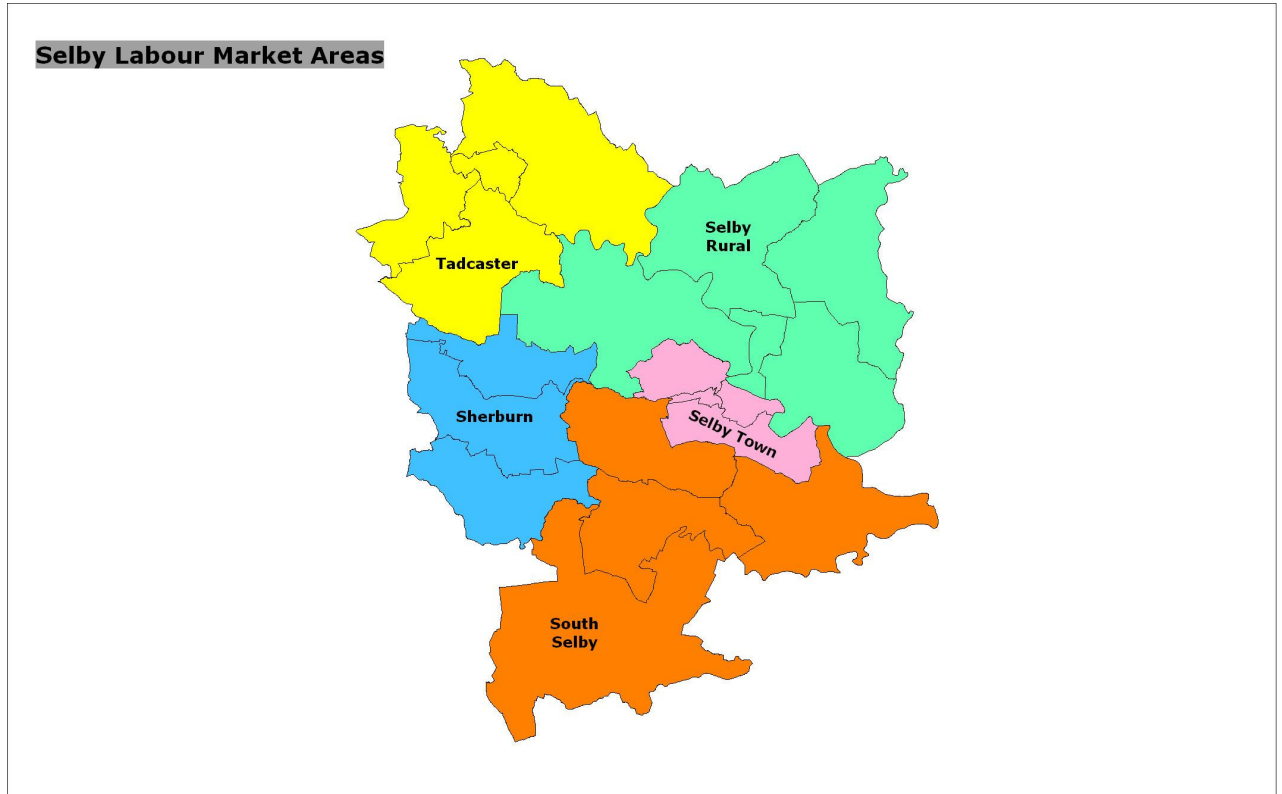 Selby Labour Market Areas
Selby
Rural
Tadcaster
Sherburn
Selby Town
South
Selby